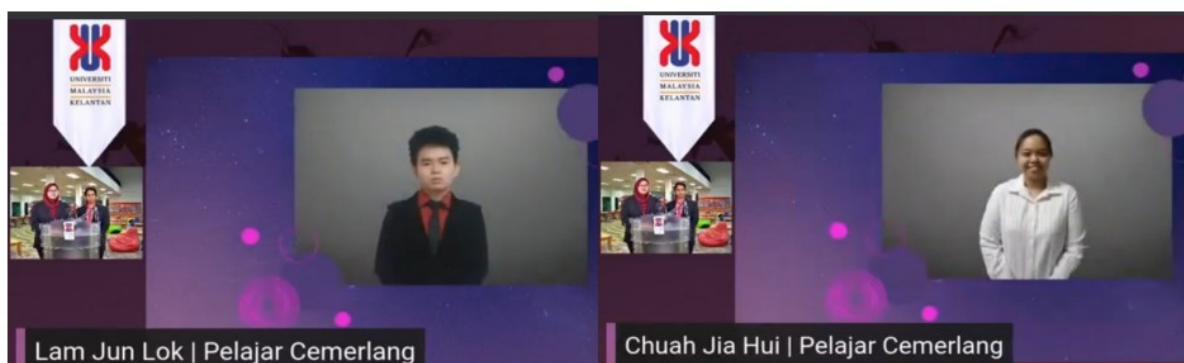 UNIVERSITI
MALAYSIA
KELANTAN
Lam Jun Lok | Pelajar Cemerlang
UNIVERSITI
MALAYSIA
KELANTAN
Chuah Jia Hui | Pelajar Cemerlang